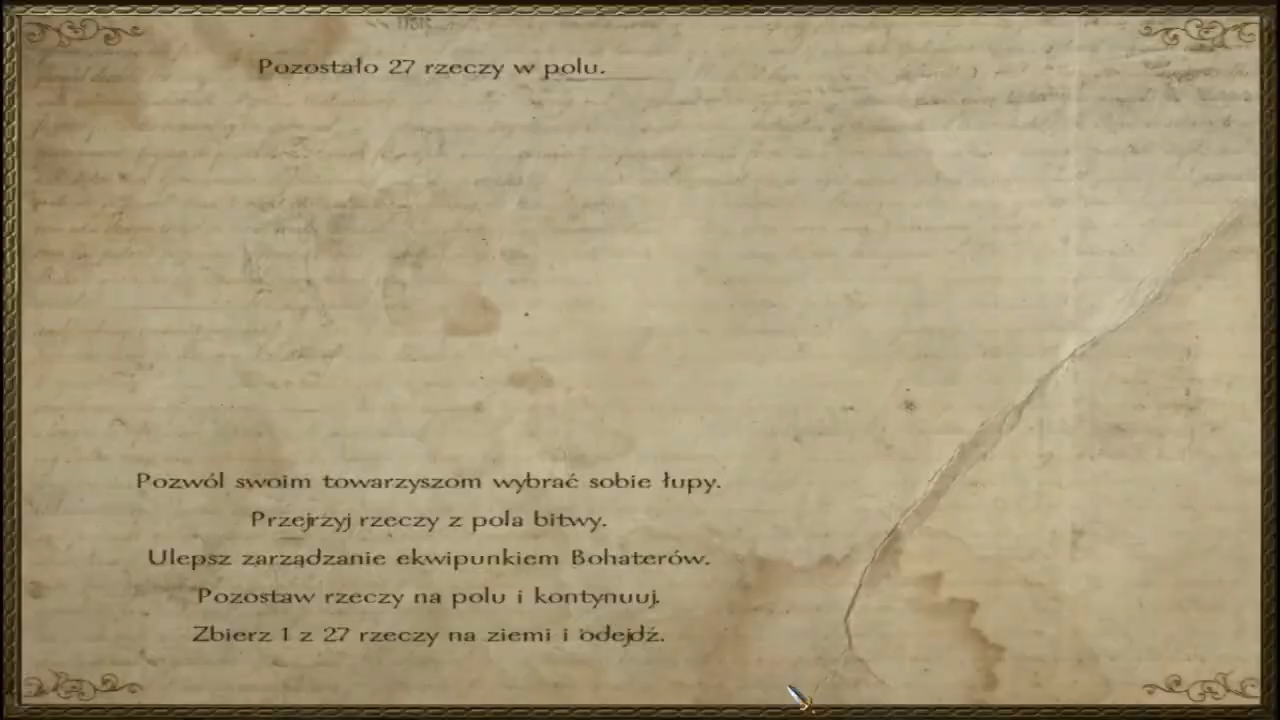 Pozostało 27 rzeczy w polu.
Pozwól swoim towarzyszom wybrać sobie łupy.
Przejrzyj rzeczy z pola bitwy.
Ulepsz zarządzanie ekwipunkiem Bohaterów.
Pozostaw rzeczy na polu i kontynuuj.
Zbierz 1 z 27 rzeczy na ziemi i odejdź.